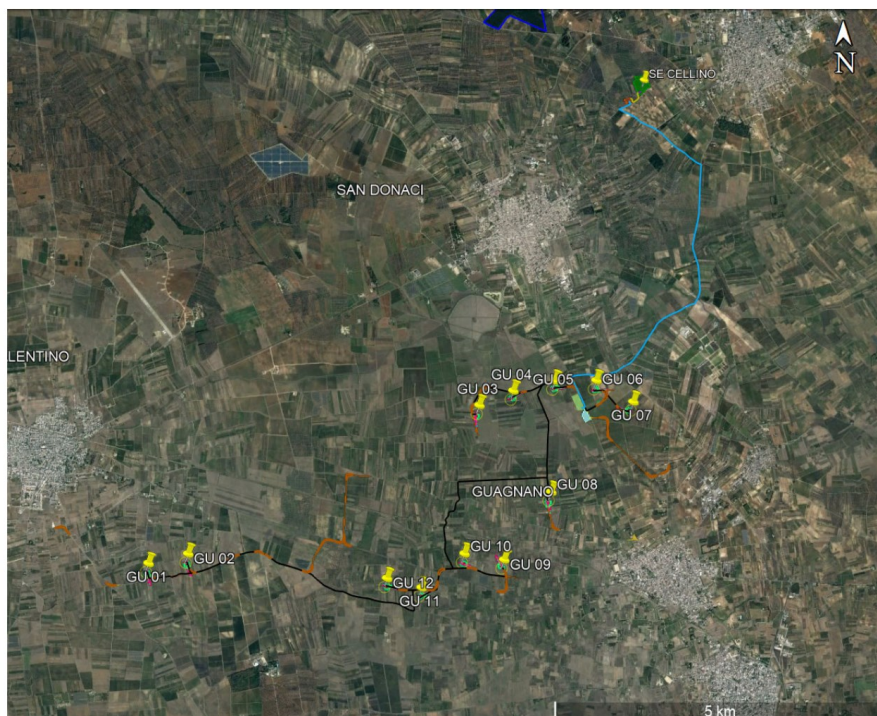 N
SE CELLINO
SAN DONACI
LENTINO
GU 04
GU 03
GU 05
GU 06
GU 07
GUAGNANO
GU 08
GU 10
GU 09
GU 02
GU 01
GU 12
GU 11
5 km